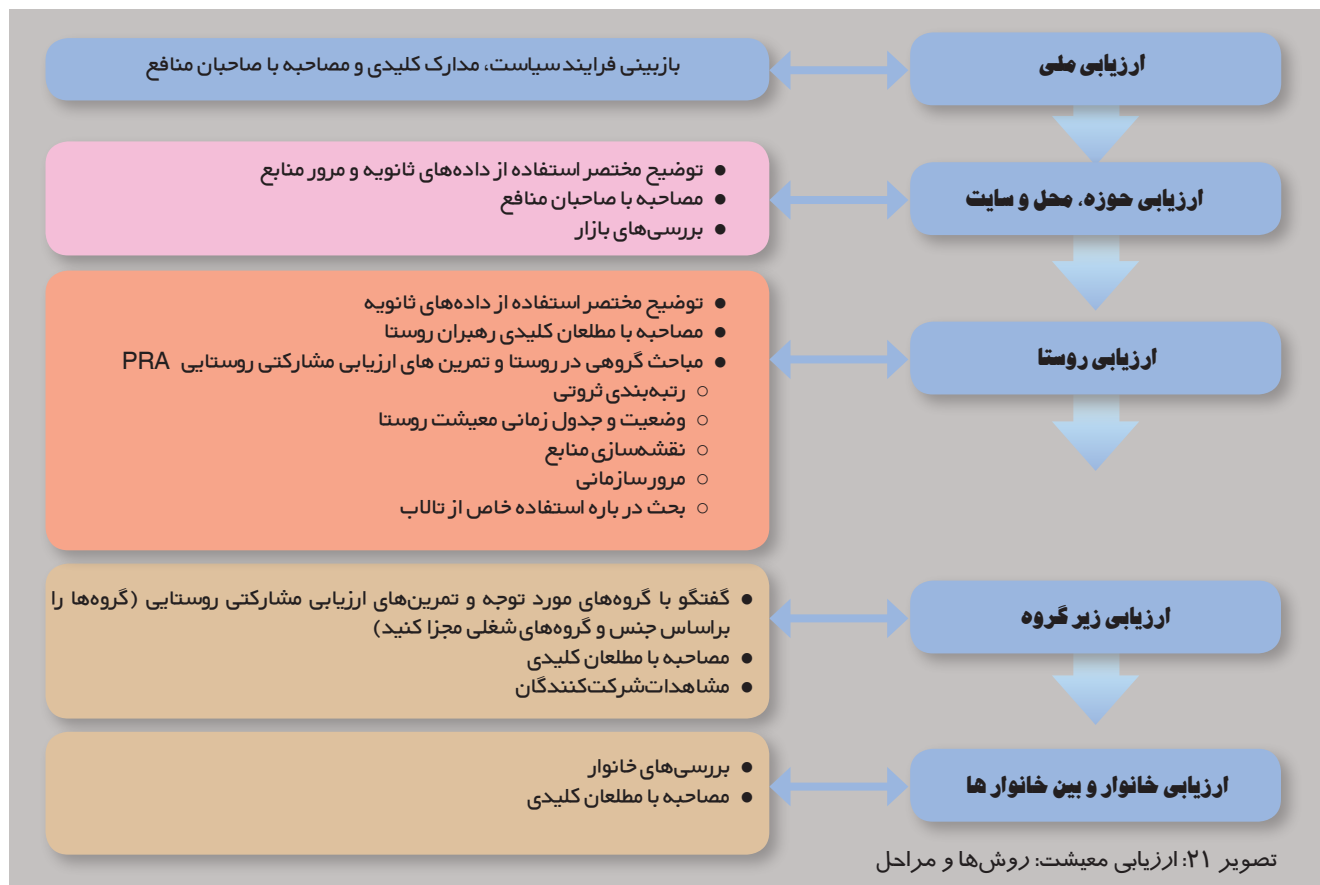 ارزیابی ملی
بازبینی فرایند سیاست، مدارک کلیدی و مصاحبه با صاحبان منافع
ارزیابی حوزه، محل و سایت
● توضیح مختصر استفاده از داده‌های ثانویه و مرور منابع
● مصاحبه با صاحبان منافع
● بررسی‌های بازار
ارزیابی روستا
● توضیح مختصر استفاده از داده‌های ثانویه
● مصاحبه با مطلعان کلیدی رهبران روستا
● مباحث گروهی در روستا و تمرین های ارزیابی مشارکتی روستایی PRA
○ رتبه‌بندی ثروتی
○ وضعیت و جدول زمانی معیشت روستا
○ نقشه‌سازی منابع
○ مرور سازمانی
○ بحث در باره استفاده خاص از تالاب
ارزیابی زیر گروه
● گفتگو با گروه‌های مورد توجه و تمرین‌های ارزیابی مشارکتی روستایی (گروه‌ها را
براساس جنس و گروه‌های شغلی مجزا کنید)
● مصاحبه با مطلعان کلیدی
● مشاهدات شرکت‌کنندگان
ارزیابی خانوار و بین خانوار ها
● بررسی‌های خانوار
● مصاحبه با مطلعان کلیدی
تصویر ۲۱: ارزیابی معیشت: روش‌ها و مراحل